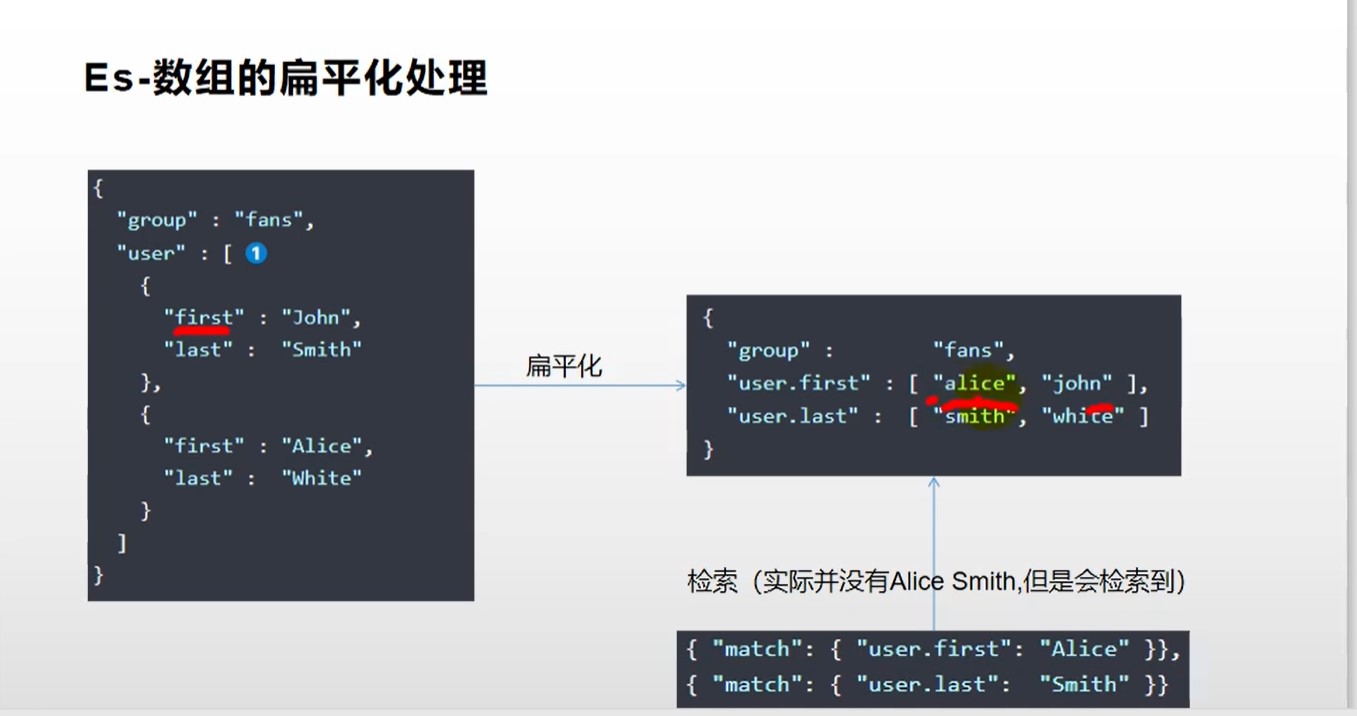 Es-数组的扁平化处理
{
"group" : "fans",
"user" : [ 1
{
"first" : "John",
"last" : "Smith"
},
{
"first" : "Alice",
"last" : "White"
}
]
}
扁平化
{
"group" : "fans",
"user.first" : [ "alice", "john" ],
"user.last" : [ "smith", "white" ]
}
检索（实际并没有Alice Smith,但是会检索到）
{ "match": { "user.first": "Alice" }},
{ "match": { "user.last": "Smith" }}